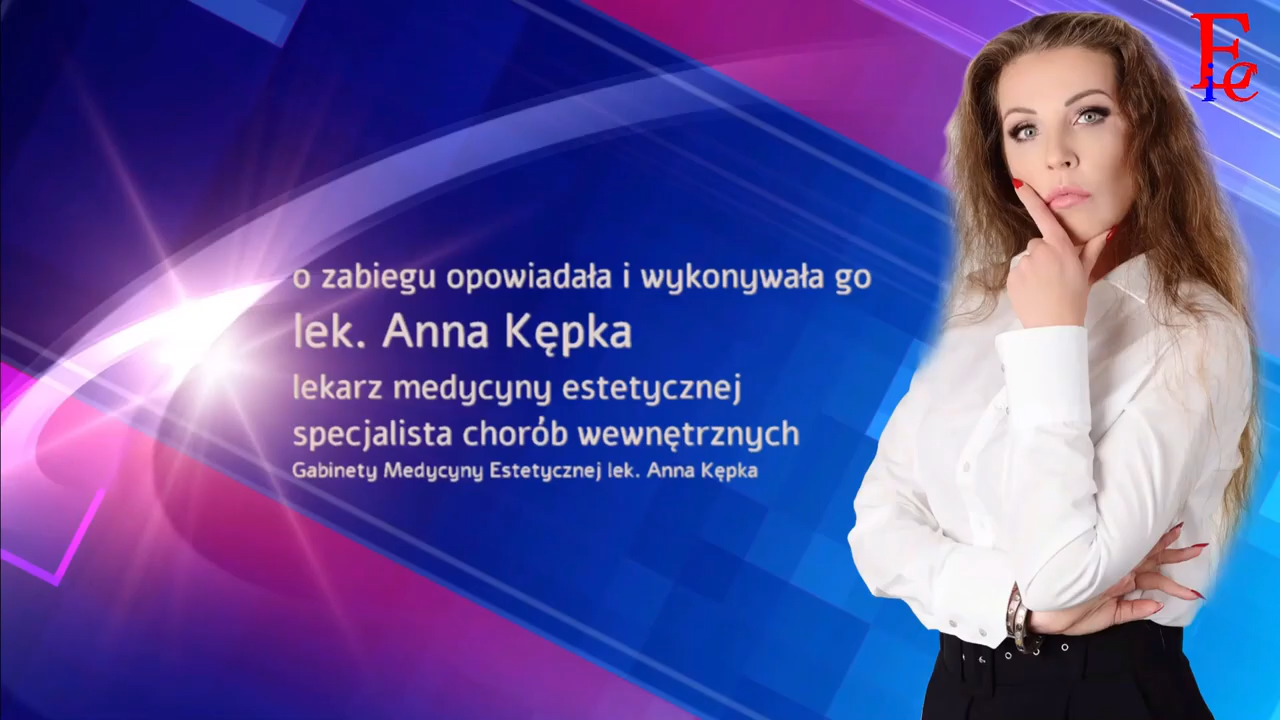 o zabiegu opowiadała i wykonywała go
lek. Anna Kępka
lekarz medycyny estetycznej
specjalista chorób wewnętrznych
Gabinety Medycyny Estetycznej lek. Anna Kępka